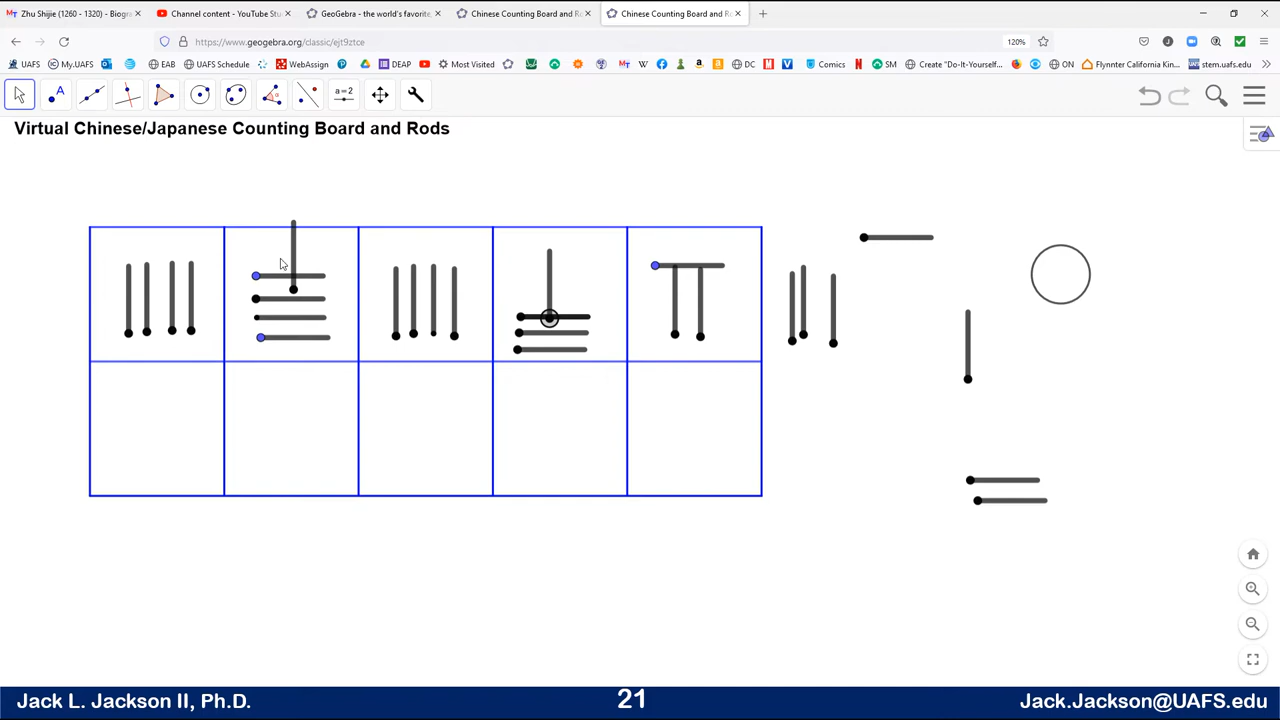 Zhu Shijie (1260 - 1320) - Biogra
Channel content - YouTube Stu
GeoGebra - the world's favorite,
Chinese Counting Board and Ro
Chinese Counting Board and Ro
https://www.geogebra.org/classic/ejt9ztce
120%
UAFS
My.UAFS
EAB
UAFS Schedule
WebAssign
DEAP
Most Visited
DC
Comics
SM
Create "Do-It-Yourself...
ON
Flynnter California Kin...
stem.uafs.edu
A
a=2
Virtual Chinese/Japanese Counting Board and Rods
Jack L. Jackson II, Ph.D.
21
Jack.Jackson@UAFS.edu